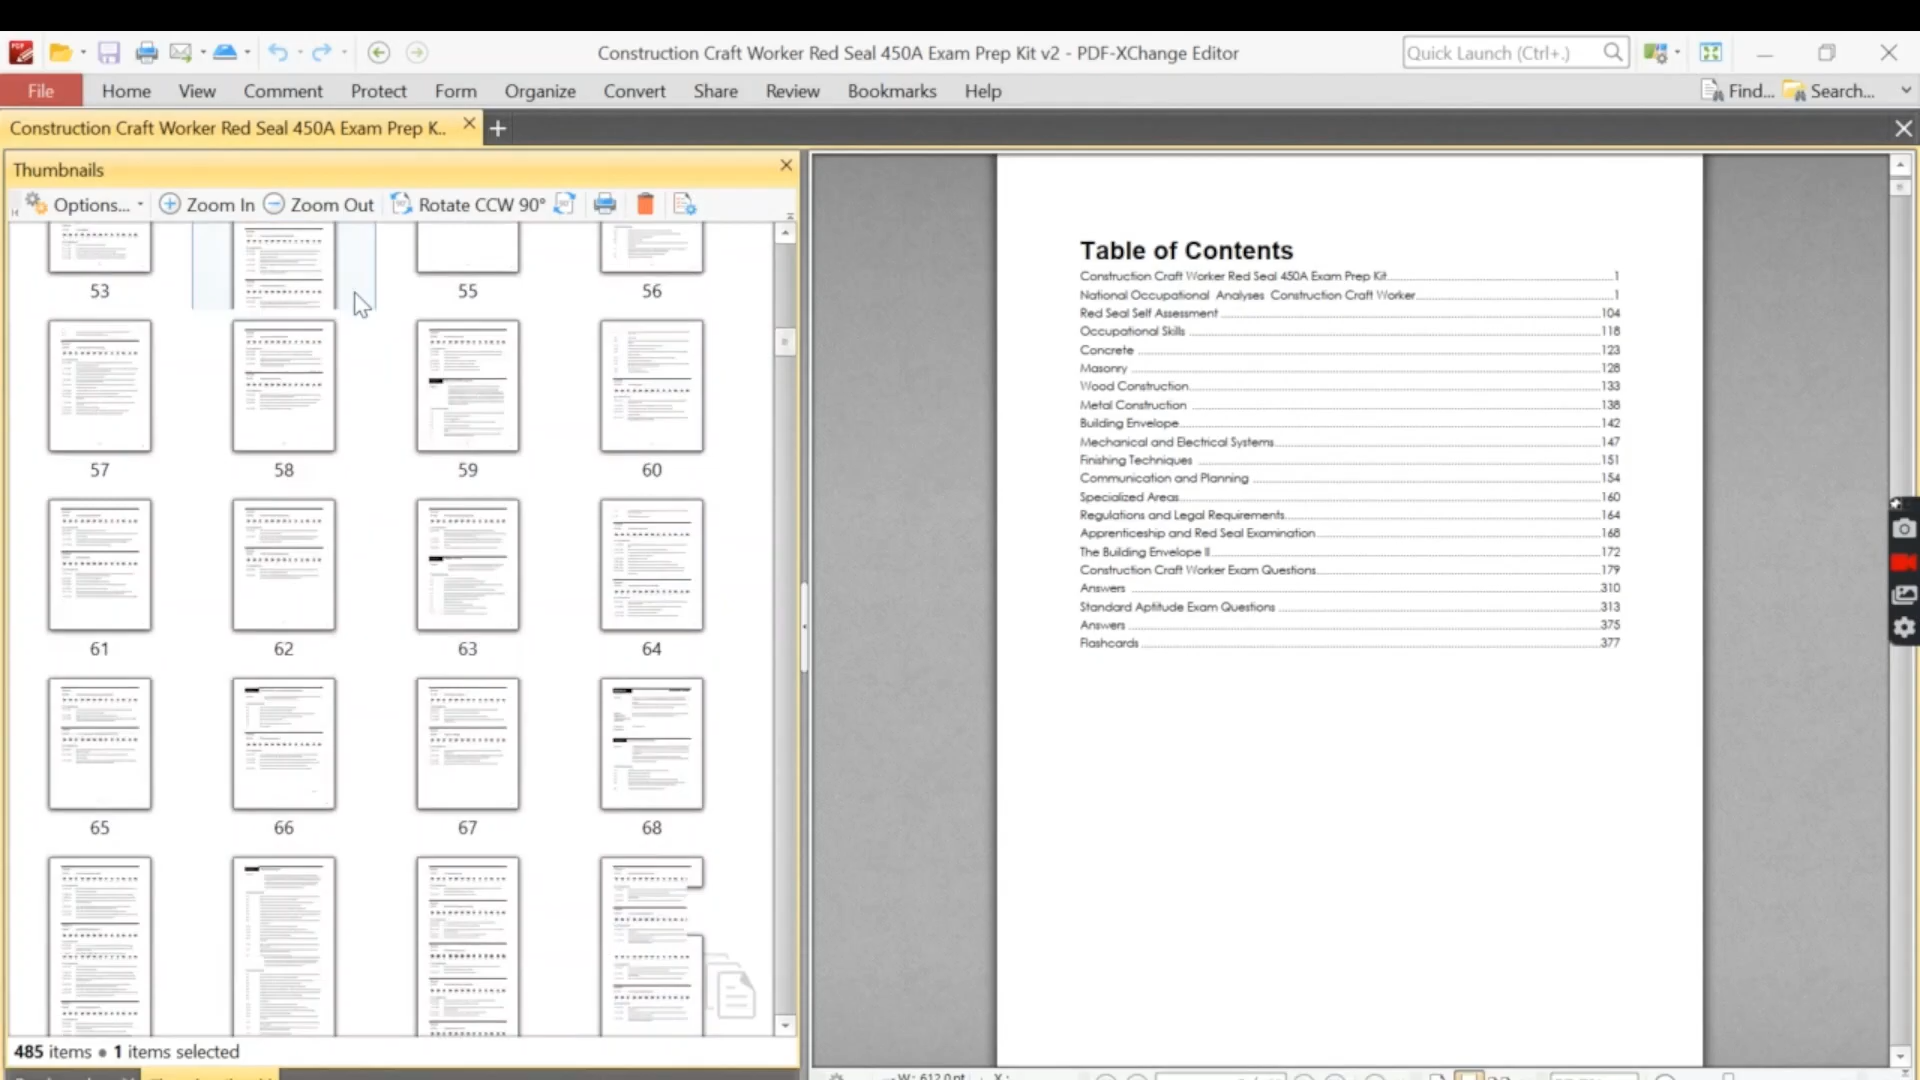 Construction Craft Worker Red Seal 450A Exam Prep Kit v2 - PDF-XChange Editor
Quick Launch (Ctrl+.)
File Home View Comment Protect Form Organize Convert Share Review Bookmarks Help Find... Search...
Construction Craft Worker Red Seal 450A Exam Prep K..
Thumbnails
Options... Zoom In Zoom Out Rotate CCW 90°
53 55 56
57 58 59 60
61 62 63 64
65 66 67 68
485 items • 1 items selected
Table of Contents
Construction Craft Worker Red Seal 450A Exam Prep Kit 1
National Occupational Analyses Construction Craft Worker 1
Red Seal Self Assessment 104
Occupational Skills 118
Concrete 123
Masonry 128
Wood Construction 133
Metal Construction 138
Building Envelope 142
Mechanical and Electrical Systems 147
Finishing Techniques 151
Communication and Planning 154
Specialized Areas 160
Regulations and Legal Requirements 164
Apprenticeship and Red Seal Examination 168
The Building Envelope II 172
Construction Craft Worker Exam Questions 179
Answers 310
Standard Aptitude Exam Questions 313
Answers 375
Flashcards 377